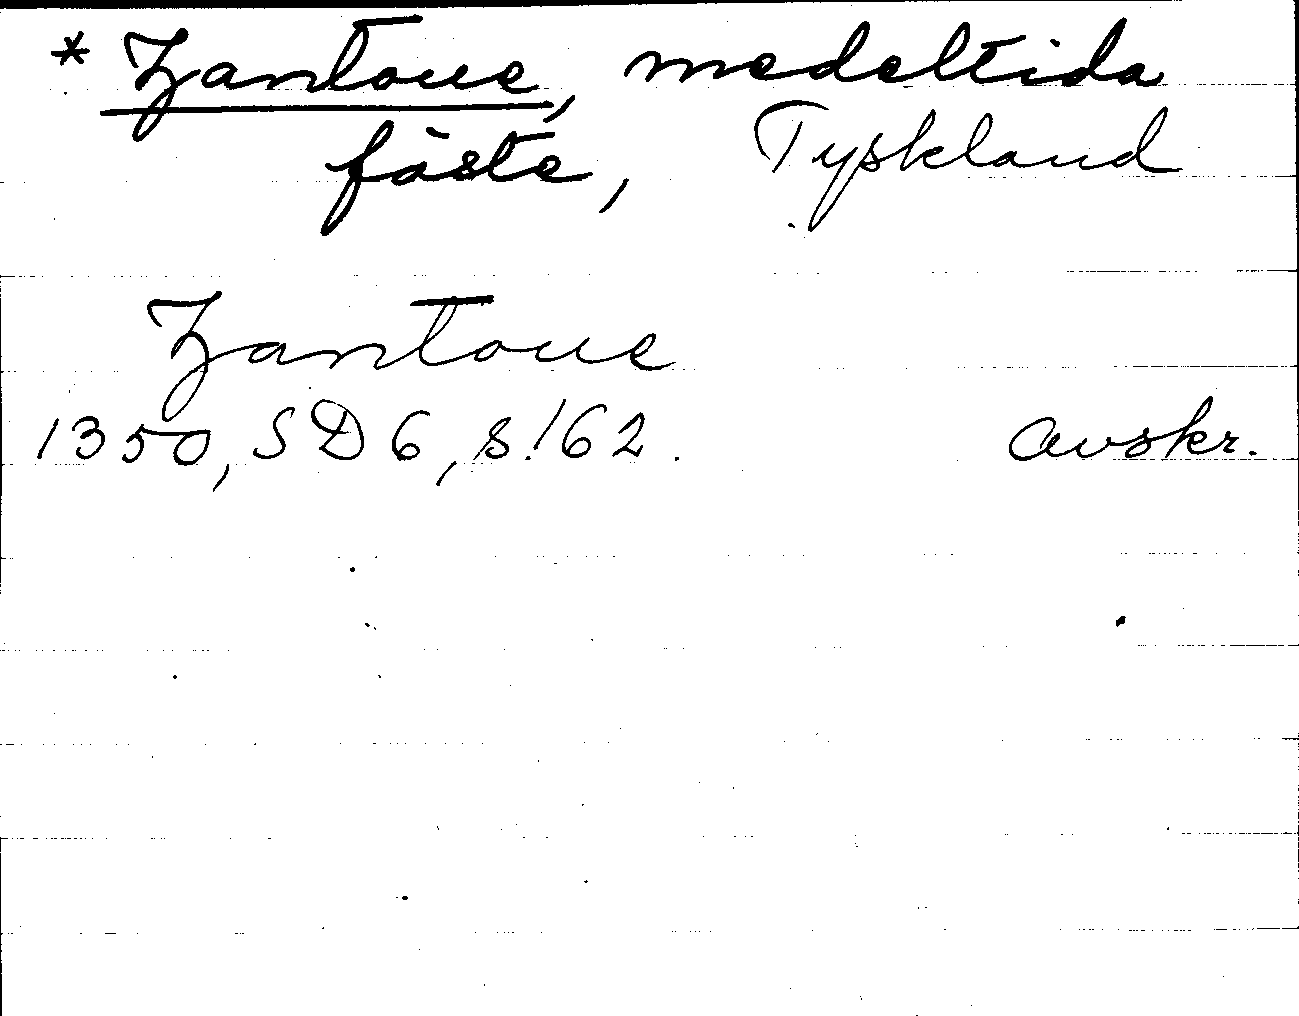 * Zantoue, medeltida
fäste, Tyskland
Zantoue
1350, SD 6, s. 162. avskr.